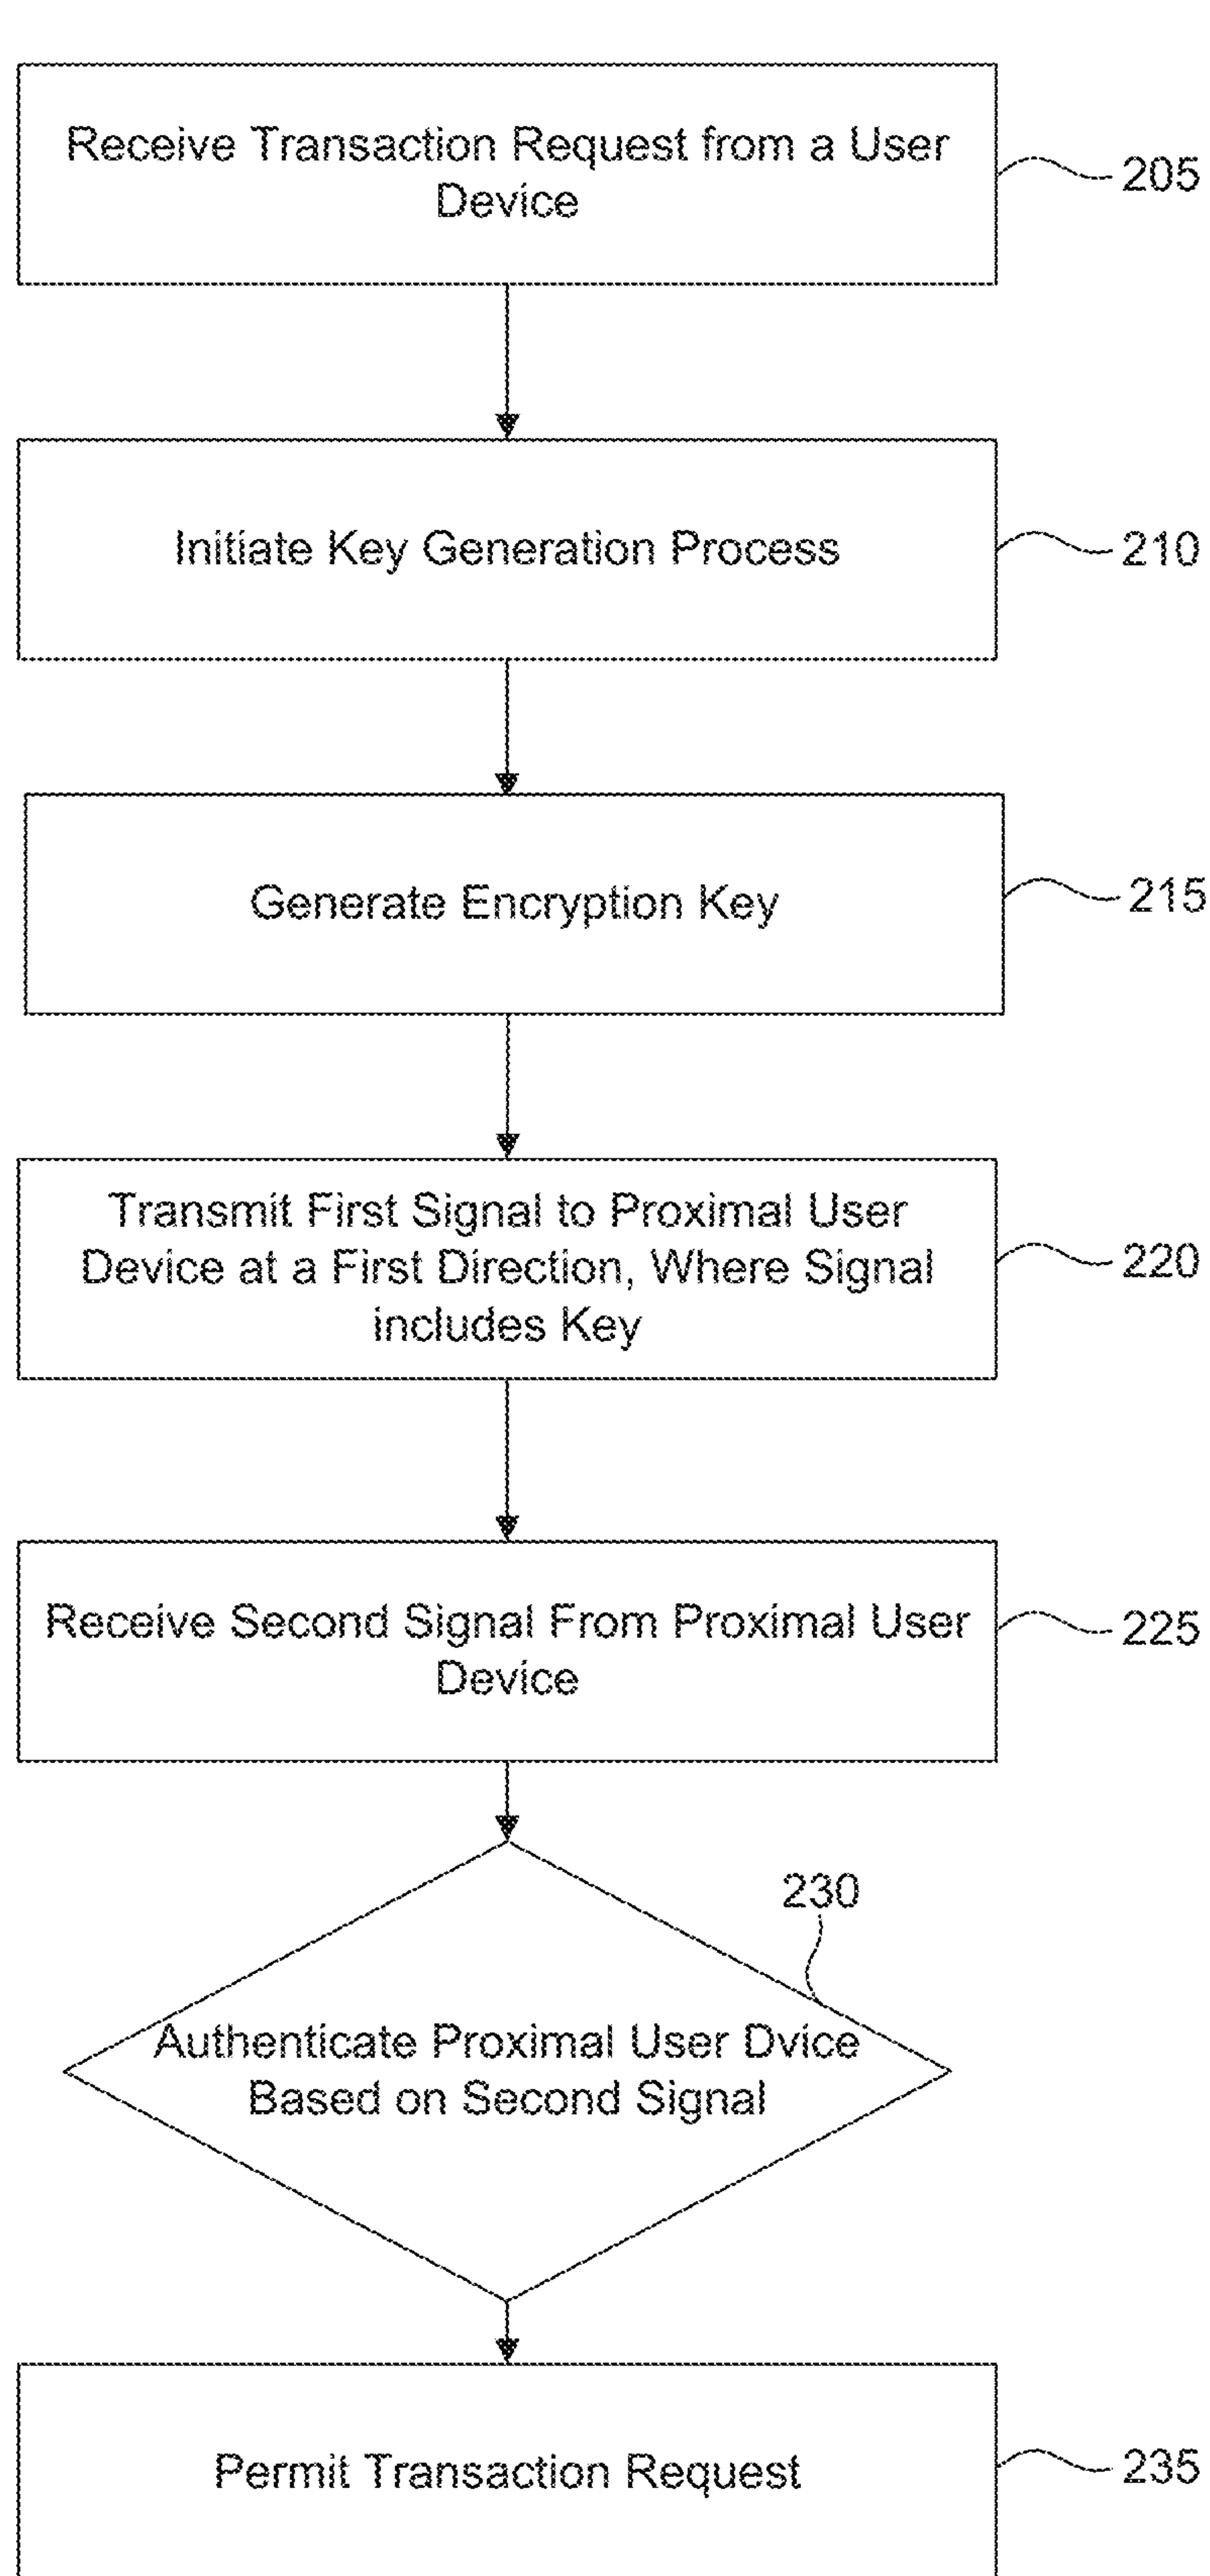 Receive Transaction Request from a User
Device
205
Initiate Key Generation Process
210
Generate Encryption Key
215
Transmit First Signal to Proximal User
Device at a First Direction, Where Signal
includes Key
220
Receive Second Signal From Proximal User
Device
225
230
Authenticate Proximal User Dvice
Based on Second Signal
Permit Transaction Request
235